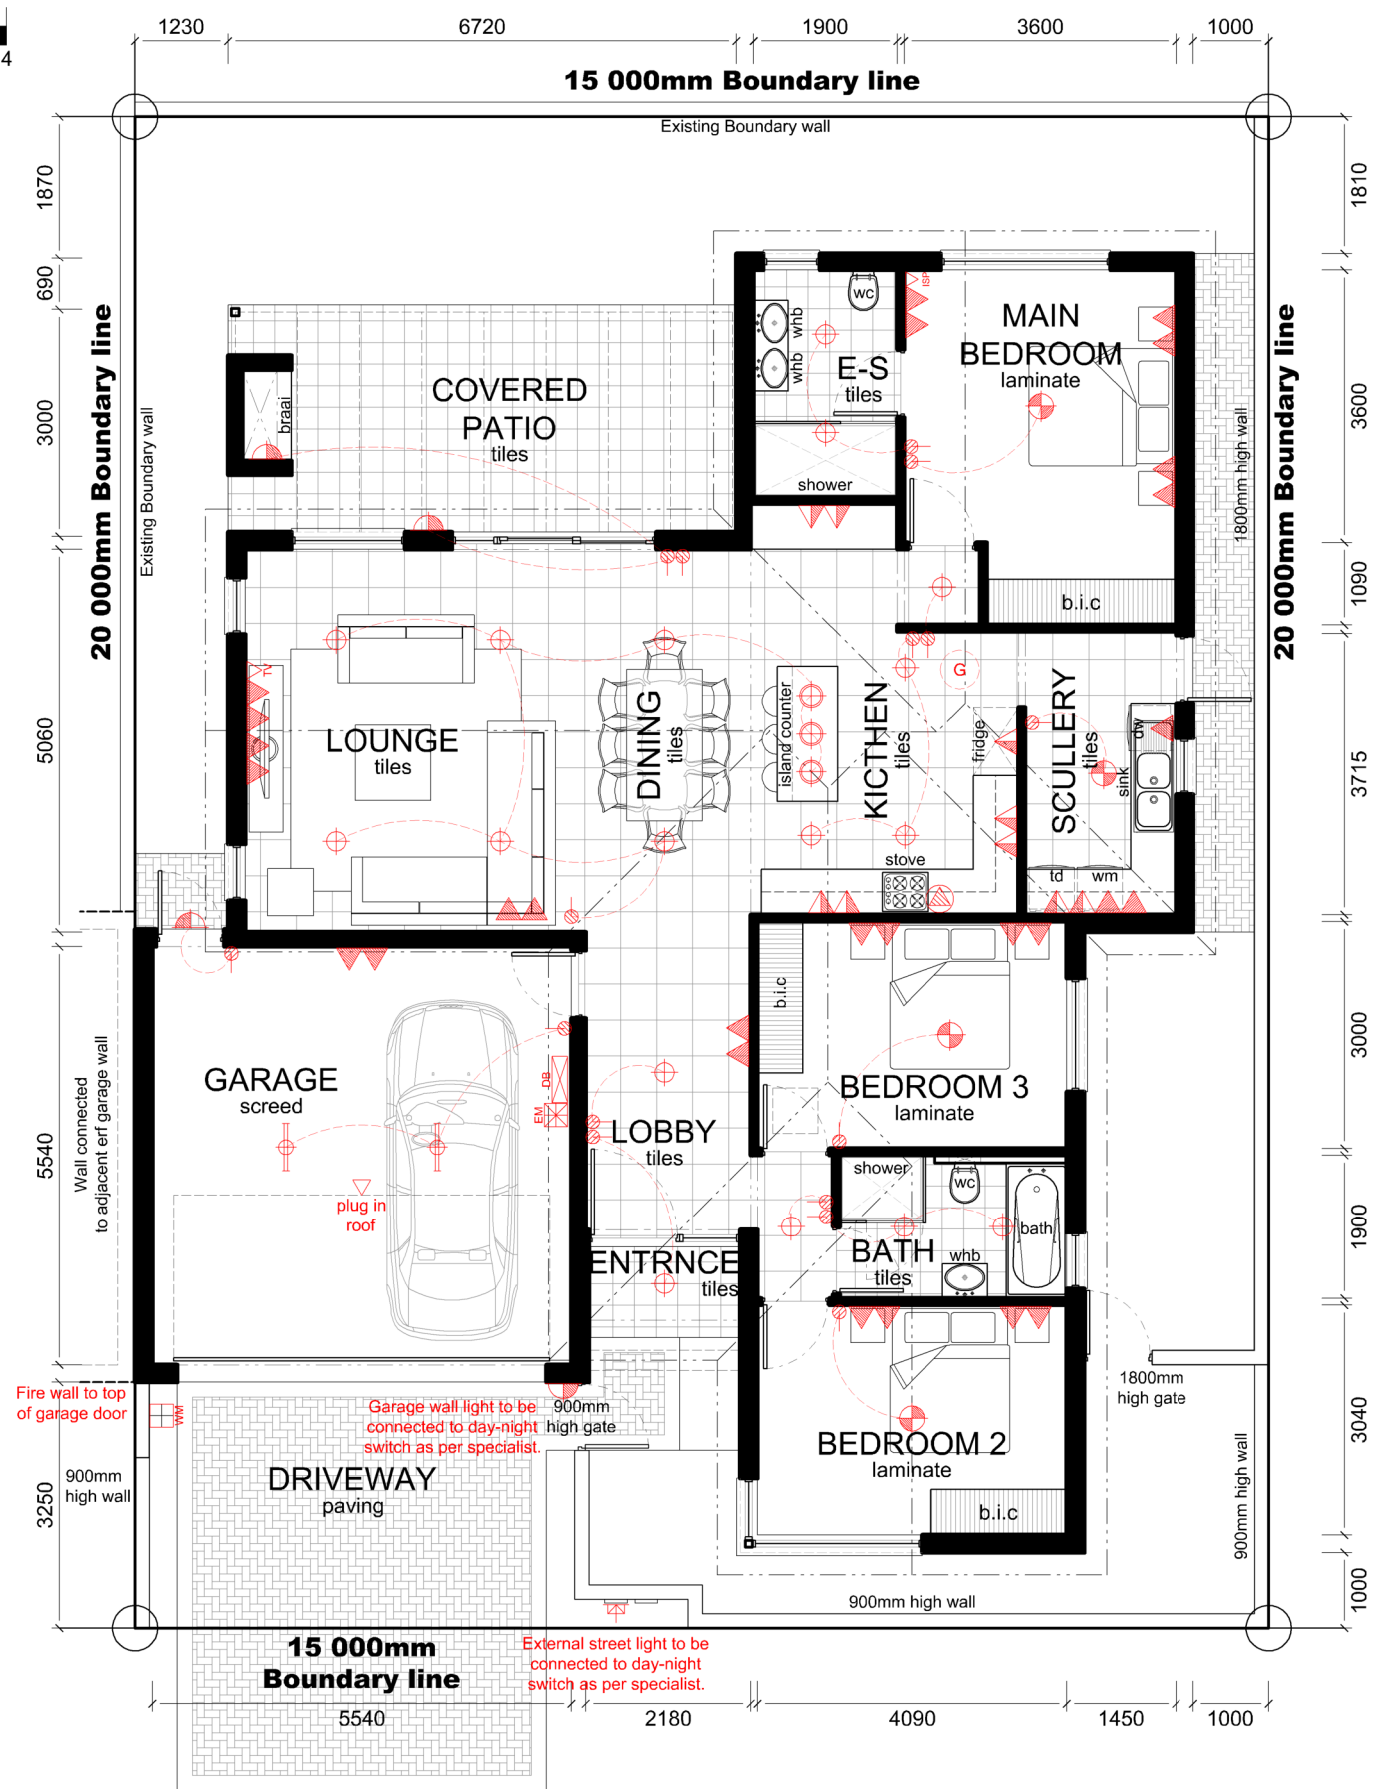 4
1230
6720
1900
3600
1000
15 000mm Boundary line
Existing Boundary wall
1870
690
3000
5060
5540
3250
20 000mm Boundary line
Existing Boundary wall
1810
3600
1090
3715
3000
1900
3040
1000
20 000mm Boundary line
1800mm high wall
wc
whb
whb
E-S
tiles
shower
ISP
MAIN
BEDROOM
laminate
b.i.c
COVERED
PATIO
tiles
braai
TV
LOUNGE
tiles
DINING
tiles
island counter
KICTHEN
tiles
G
fridge
stove
SCULLERY
tiles
dw
sink
td
wm
b.i.c
BEDROOM 3
laminate
GARAGE
screed
DB
EM
plug in
roof
Wall connected
to adjacent erf garage wall
LOBBY
tiles
ENTRNCE
tiles
shower
wc
bath
BATH
tiles
whb
1800mm
high gate
BEDROOM 2
laminate
b.i.c
Fire wall to top
of garage door
WM
900mm
high wall
Garage wall light to be
connected to day-night
switch as per specialist.
900mm
high gate
DRIVEWAY
paving
900mm high wall
900mm high wall
15 000mm
Boundary line
External street light to be
connected to day-night
switch as per specialist.
5540
2180
4090
1450
1000